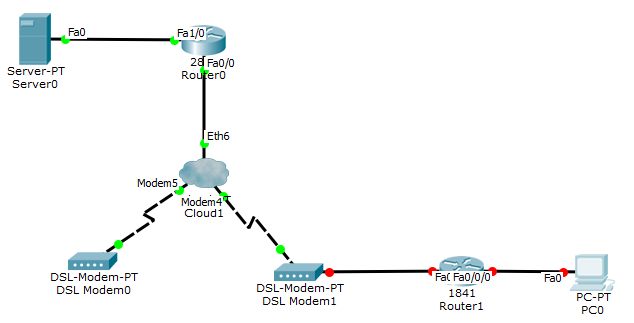 Fa0
Fa1/0
Server-PT
Server0
28
Fa0/0
Router0
Eth6
Modem5
Modem4
Cloud1
DSL-Modem-PT
DSL Modem0
DSL-Modem-PT
DSL Modem1
Fa0/0/0
1841
Router1
Fa0
PC-PT
PC0